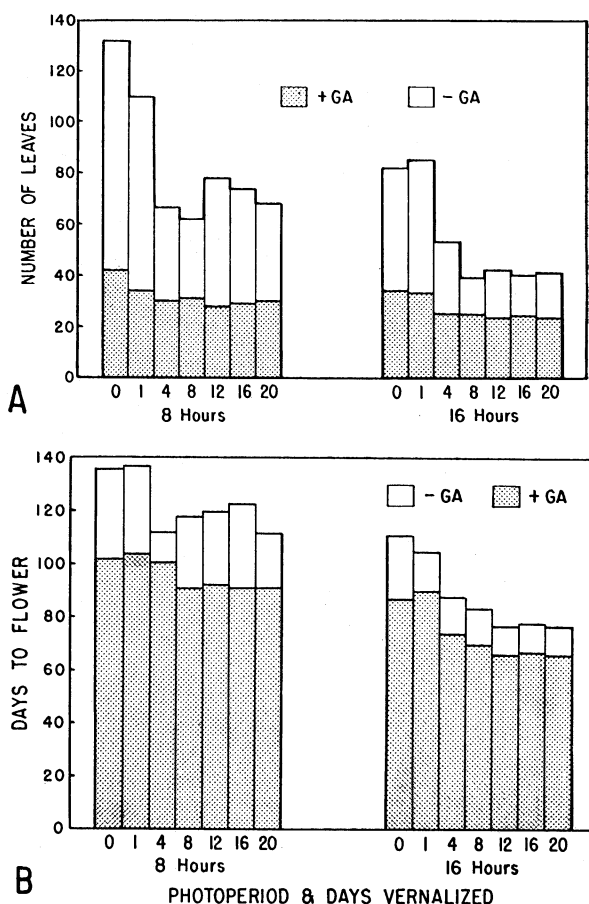 140
120
100
80
60
40
20
0
NUMBER OF LEAVES
+ GA
- GA
0 1 4 8 12 16 20
8 Hours
0 1 4 8 12 16 20
16 Hours
A
140
120
100
80
60
40
20
0
DAYS TO FLOWER
- GA
+ GA
0 1 4 8 12 16 20
8 Hours
0 1 4 8 12 16 20
16 Hours
B
PHOTOPERIOD & DAYS VERNALIZED